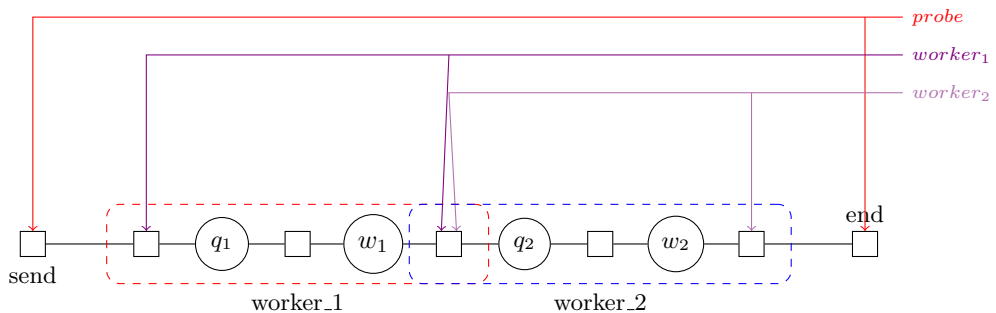 probe
worker₁
worker₂
end
q₁
w₁
q₂
w₂
send
worker_1
worker_2